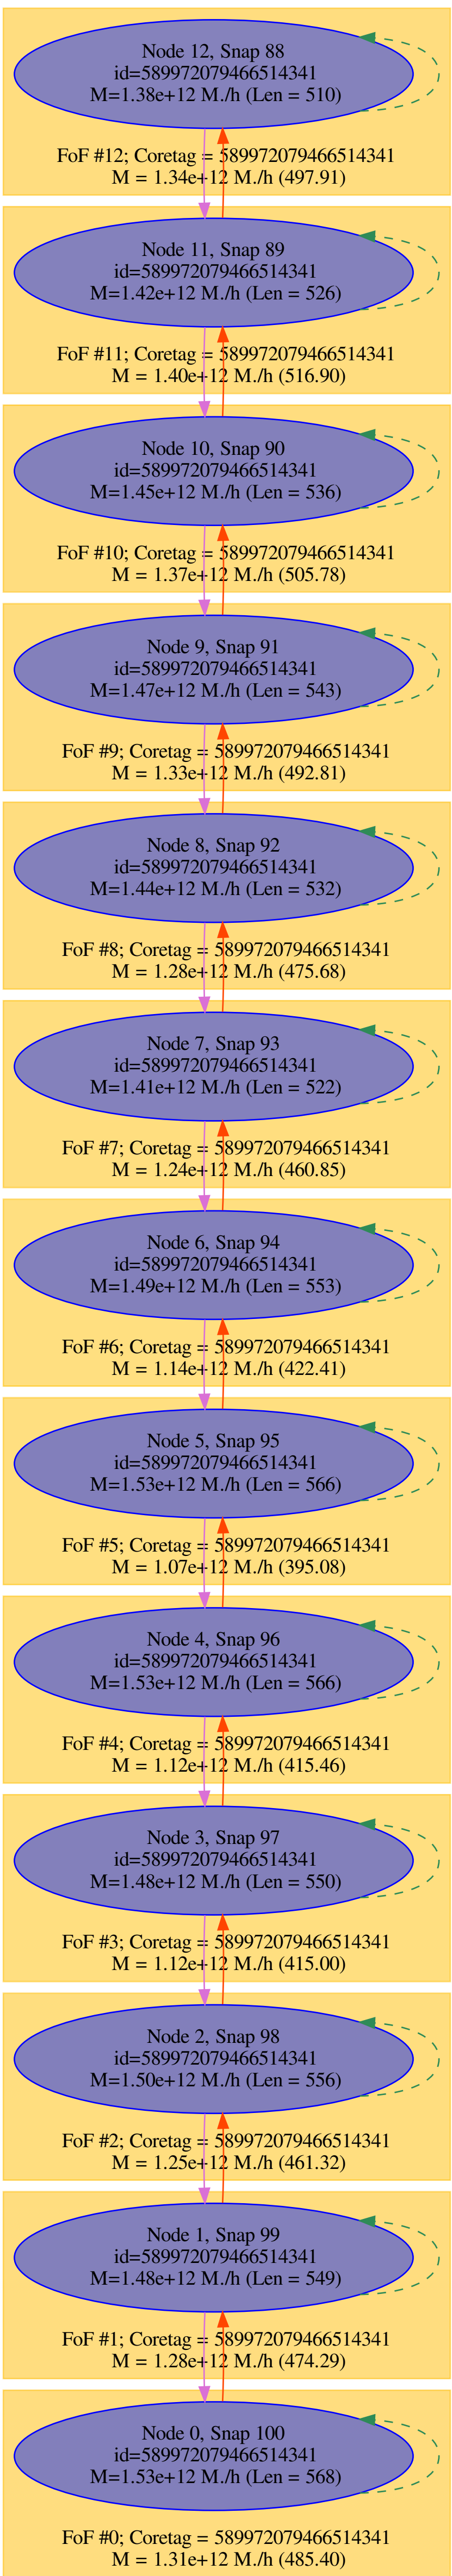 Node 12, Snap 88
id=589972079466514341
M=1.38e+12 M./h (Len = 510)
FoF #12; Coretag = 589972079466514341
M = 1.34e+12 M./h (497.91)
Node 11, Snap 89
id=589972079466514341
M=1.42e+12 M./h (Len = 526)
FoF #11; Coretag = 589972079466514341
M = 1.40e+12 M./h (516.90)
Node 10, Snap 90
id=589972079466514341
M=1.45e+12 M./h (Len = 536)
FoF #10; Coretag = 589972079466514341
M = 1.37e+12 M./h (505.78)
Node 9, Snap 91
id=589972079466514341
M=1.47e+12 M./h (Len = 543)
FoF #9; Coretag = 589972079466514341
M = 1.33e+12 M./h (492.81)
Node 8, Snap 92
id=589972079466514341
M=1.44e+12 M./h (Len = 532)
FoF #8; Coretag = 589972079466514341
M = 1.28e+12 M./h (475.68)
Node 7, Snap 93
id=589972079466514341
M=1.41e+12 M./h (Len = 522)
FoF #7; Coretag = 589972079466514341
M = 1.24e+12 M./h (460.85)
Node 6, Snap 94
id=589972079466514341
M=1.49e+12 M./h (Len = 553)
FoF #6; Coretag = 589972079466514341
M = 1.14e+12 M./h (422.41)
Node 5, Snap 95
id=589972079466514341
M=1.53e+12 M./h (Len = 566)
FoF #5; Coretag = 589972079466514341
M = 1.07e+12 M./h (395.08)
Node 4, Snap 96
id=589972079466514341
M=1.53e+12 M./h (Len = 566)
FoF #4; Coretag = 589972079466514341
M = 1.12e+12 M./h (415.46)
Node 3, Snap 97
id=589972079466514341
M=1.48e+12 M./h (Len = 550)
FoF #3; Coretag = 589972079466514341
M = 1.12e+12 M./h (415.00)
Node 2, Snap 98
id=589972079466514341
M=1.50e+12 M./h (Len = 556)
FoF #2; Coretag = 589972079466514341
M = 1.25e+12 M./h (461.32)
Node 1, Snap 99
id=589972079466514341
M=1.48e+12 M./h (Len = 549)
FoF #1; Coretag = 589972079466514341
M = 1.28e+12 M./h (474.29)
Node 0, Snap 100
id=589972079466514341
M=1.53e+12 M./h (Len = 568)
FoF #0; Coretag = 589972079466514341
M = 1.31e+12 M./h (485.40)